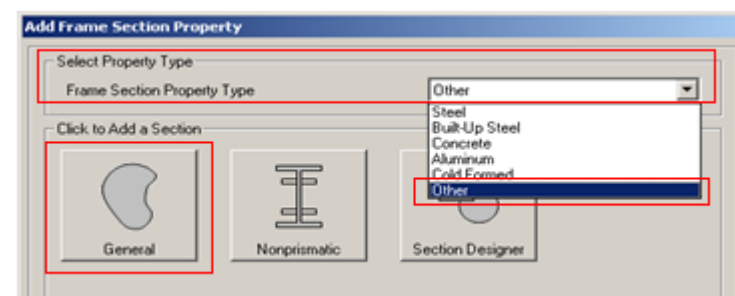 Add Frame Section Property
Select Property Type
Frame Section Property Type
Other
Steel
Built-Up Steel
Concrete
Aluminum
Cold Formed
Other
Click to Add a Section
General
Nonprismatic
Section Designer